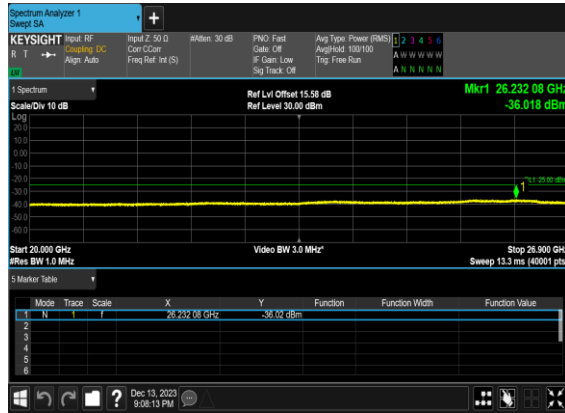 Spectrum Analyzer 1
Swept SA
+
KEYSIGHT Input: RF Input Z: 50 Ω #Atten: 30 dB PNO: Fast Avg Type: Power (RMS) 1 2 3 4 5 6
R T Coupling: DC Corr CCorr Gate: Off Avg|Hold: 100/100 A W W W W W
Align: Auto Freq Ref: Int (S) IF Gain: Low Trig: Free Run
Sig Track: Off A N N N N N
1 Spectrum Mkr1 26.232 08 GHz
Ref Lvl Offset 15.58 dB
Scale/Div 10 dB Ref Level 30.00 dBm -36.018 dBm
Log
20.0
10.0
0.00
-10.0
-20.0
DL1 -25.00 dBm
1
-30.0
-40.0
-50.0
-60.0
Start 20.000 GHz Video BW 3.0 MHz* Stop 26.900 GHz
#Res BW 1.0 MHz Sweep 13.3 ms (40001 pts)
5 Marker Table
Mode Trace Scale X Y Function Function Width Function Value
1 N 1 f 26.232 08 GHz -36.02 dBm
2
3
4
5
6
? Dec 13, 2023
9:08:13 PM